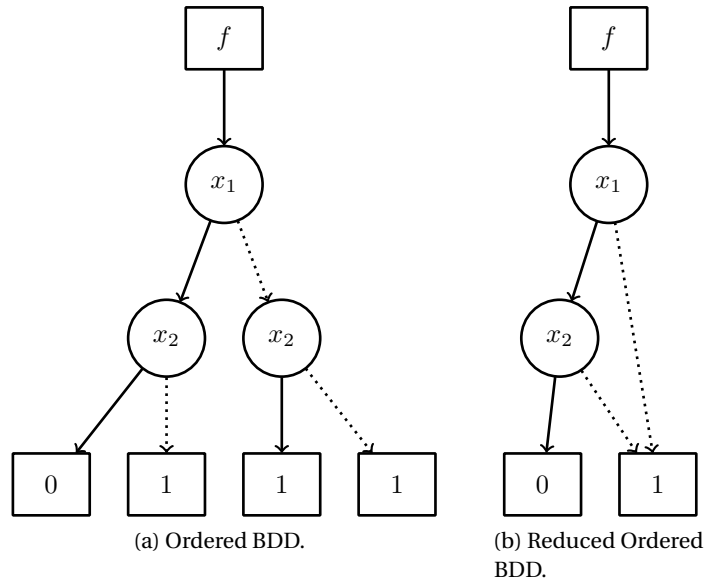 f
f
x1
x1
x2
x2
x2
0
1
1
1
0
1
(a) Ordered BDD.
(b) Reduced Ordered
BDD.